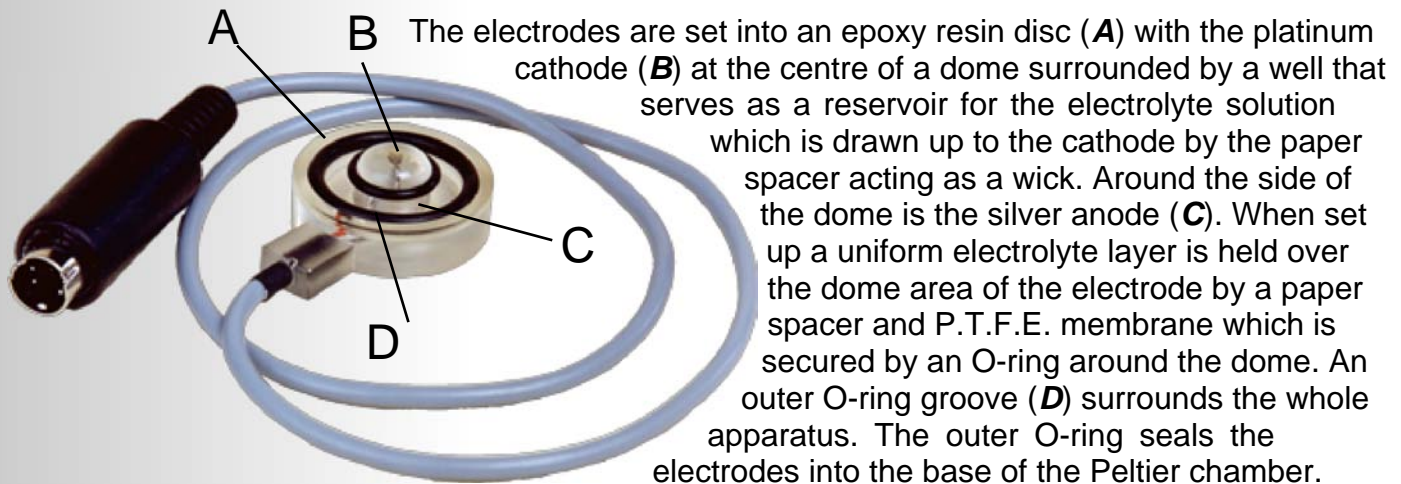 A B The electrodes are set into an epoxy resin disc (A) with the platinum
cathode (B) at the centre of a dome surrounded by a well that
serves as a reservoir for the electrolyte solution
which is drawn up to the cathode by the paper
spacer acting as a wick. Around the side of
the dome is the silver anode (C). When set
C up a uniform electrolyte layer is held over
the dome area of the electrode by a paper
D spacer and P.T.F.E. membrane which is
secured by an O-ring around the dome. An
outer O-ring groove (D) surrounds the whole
apparatus. The outer O-ring seals the
electrodes into the base of the Peltier chamber.